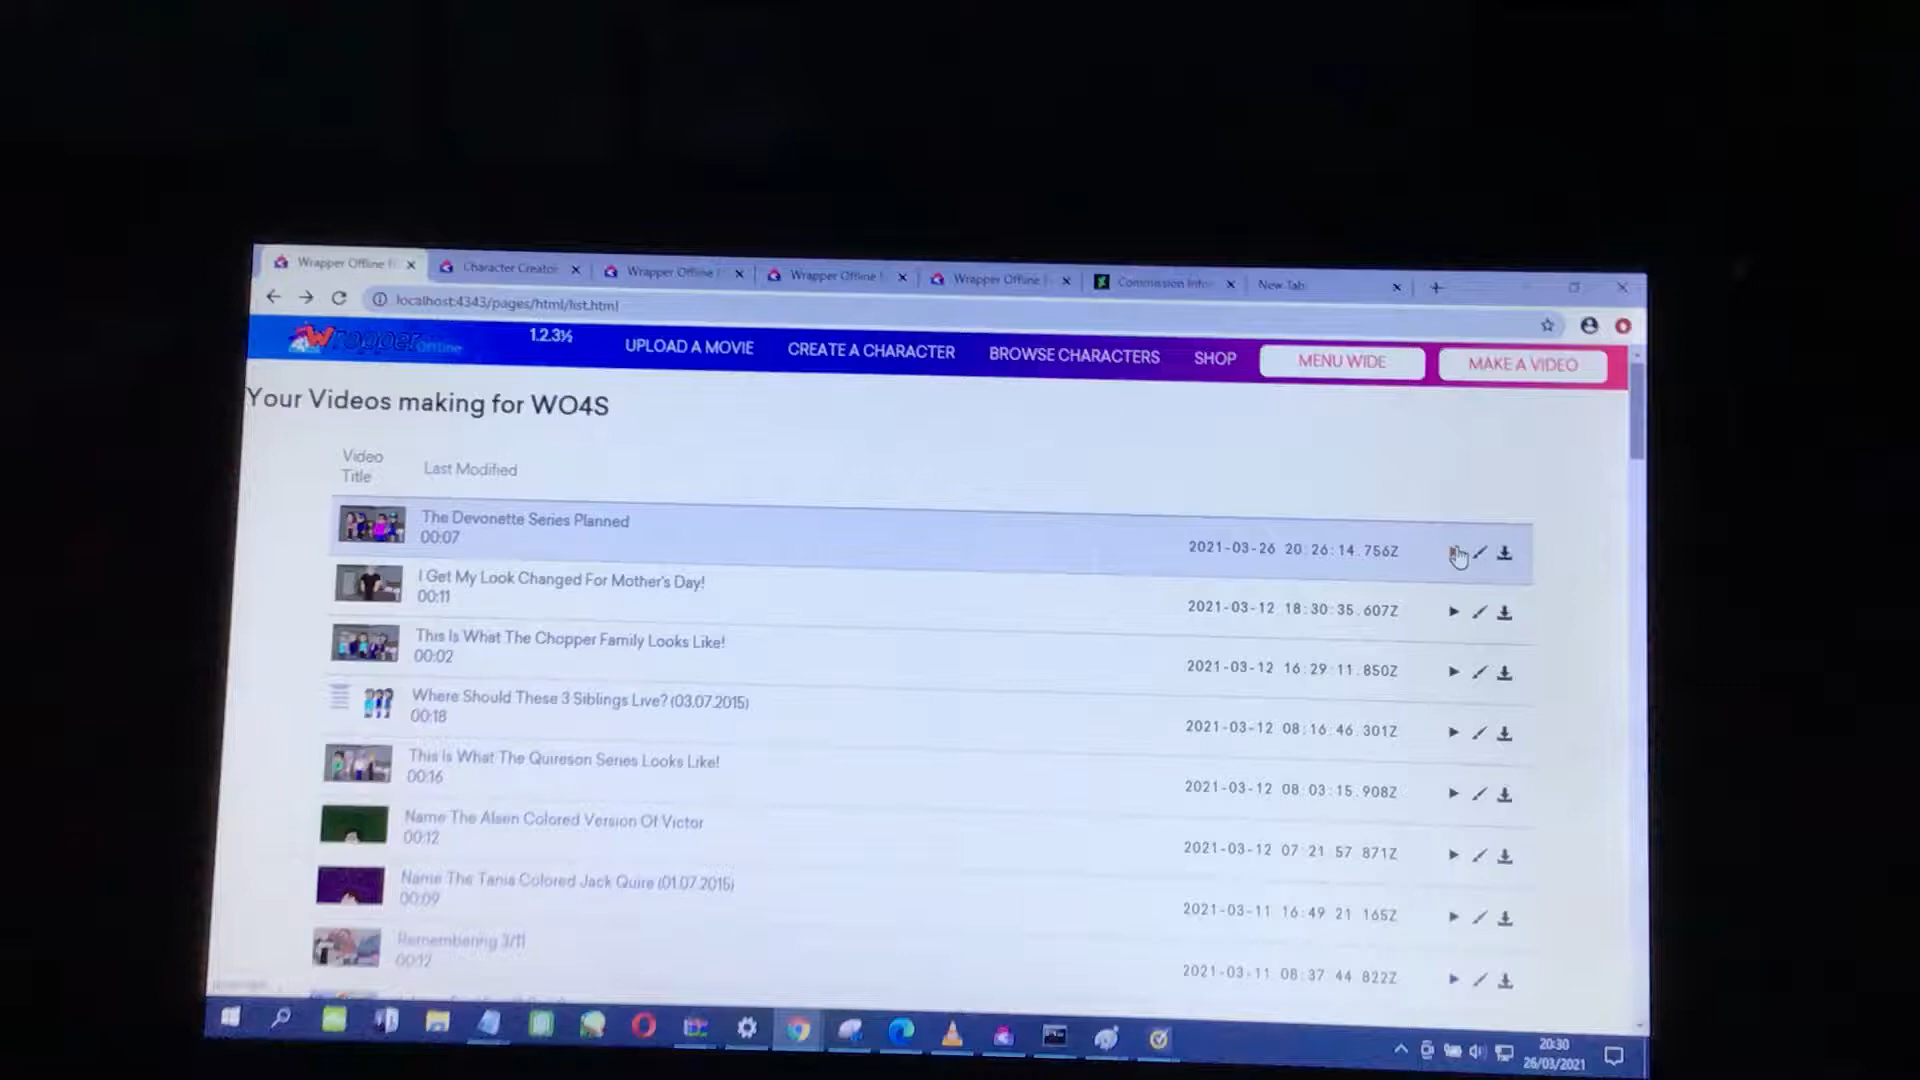 Wrapper Offline
Character Creator
Wrapper Offline
Wrapper Offline
Wrapper Offline
Commission Info
New Tab
localhost:4343/pages/html/list.html
Wrapper Offline
1.2.3½
UPLOAD A MOVIE
CREATE A CHARACTER
BROWSE CHARACTERS
SHOP
MENU WIDE
MAKE A VIDEO
Your Videos making for WO4S
Video
Title
Last Modified
The Devonette Series Planned
00:07
2021-03-26 20:26:14.756Z
I Get My Look Changed For Mother's Day!
00:11
2021-03-12 18:30:35.607Z
This Is What The Chopper Family Looks Like!
00:02
2021-03-12 16:29:11.850Z
Where Should These 3 Siblings Live? (03.07.2015)
00:18
2021-03-12 08:16:46.301Z
This Is What The Quireson Series Looks Like!
00:16
2021-03-12 08:03:15.908Z
Name The Alsen Colored Version Of Victor
00:12
2021-03-12 07:21:57.871Z
Name The Tania Colored Jack Quire (01.07.2015)
00:09
2021-03-11 16:49:21.165Z
Remembering 3/11
00:12
2021-03-11 08:37:44.822Z
20:30
26/03/2021